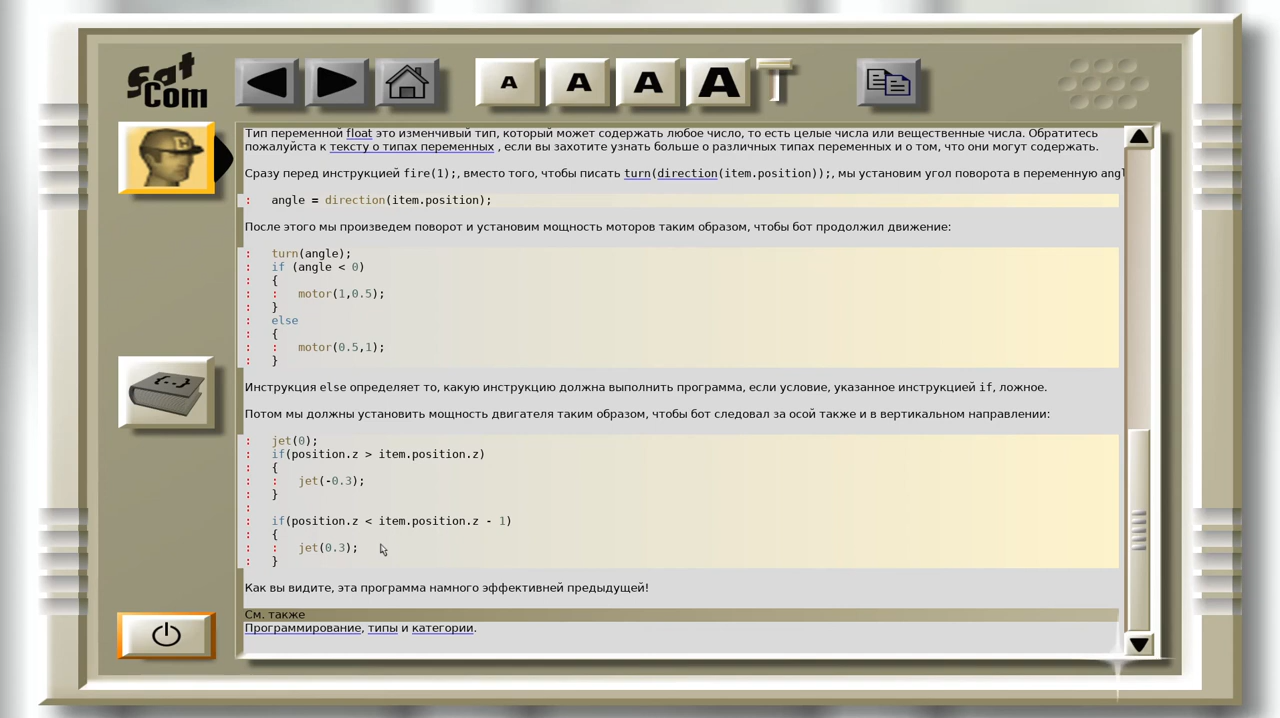 Sat
Com
A A A A
Тип переменной float это изменчивый тип, который может содержать любое число, то есть целые числа или вещественные числа. Обратитесь
пожалуйста к тексту о типах переменных , если вы захотите узнать больше о различных типах переменных и о том, что они могут содержать.
Сразу перед инструкцией fire(1);, вместо того, чтобы писать turn(direction(item.position));, мы установим угол поворота в переменную angl
: angle = direction(item.position);
После этого мы произведем поворот и установим мощность моторов таким образом, чтобы бот продолжил движение:
: turn(angle);
: if (angle < 0)
: {
: : motor(1,0.5);
: }
: else
: {
: : motor(0.5,1);
: }
Инструкция else определяет то, какую инструкцию должна выполнить программа, если условие, указанное инструкцией if, ложное.
Потом мы должны установить мощность двигателя таким образом, чтобы бот следовал за осой также и в вертикальном направлении:
: jet(0);
: if(position.z > item.position.z)
: {
: : jet(-0.3);
: }
:
: if(position.z < item.position.z - 1)
: {
: : jet(0.3);
: }
Как вы видите, эта программа намного эффективней предыдущей!
См. также
Программирование, типы и категории.
{..}